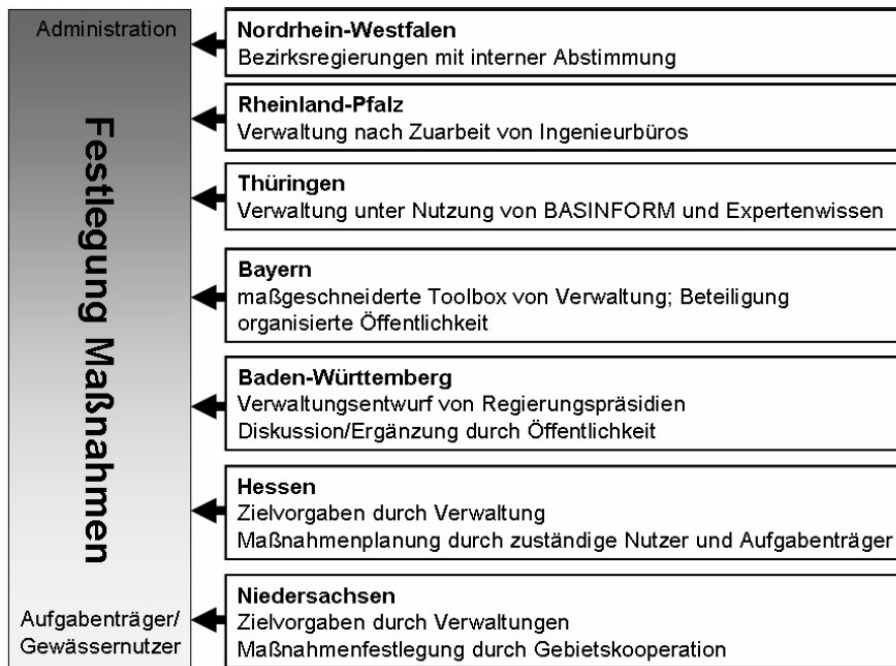 Administration
Festlegung Maßnahmen
Aufgabenträger/
Gewässernutzer
Nordrhein-Westfalen
Bezirksregierungen mit interner Abstimmung
Rheinland-Pfalz
Verwaltung nach Zuarbeit von Ingenieurbüros
Thüringen
Verwaltung unter Nutzung von BASINFORM und Expertenwissen
Bayern
maßgeschneiderte Toolbox von Verwaltung; Beteiligung
organisierte Öffentlichkeit
Baden-Württemberg
Verwaltungsentwurf von Regierungspräsidien
Diskussion/Ergänzung durch Öffentlichkeit
Hessen
Zielvorgaben durch Verwaltung
Maßnahmenplanung durch zuständige Nutzer und Aufgabenträger
Niedersachsen
Zielvorgaben durch Verwaltungen
Maßnahmenfestlegung durch Gebietskooperation